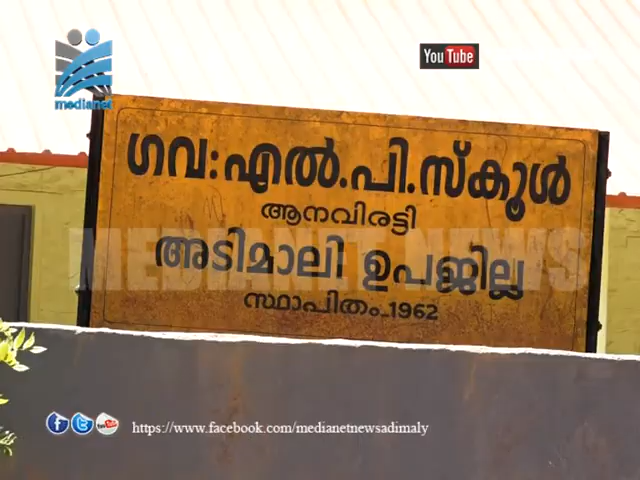 medianet
You Tube
ഗവ:എൽ.പി.സ്കൂൾ
ആനവിരട്ടി
അടിമാലി ഉപജില്ല
സ്ഥാപിതം-1962
MEDIANET NEWS
https://www.facebook.com/medianetnewsadimaly